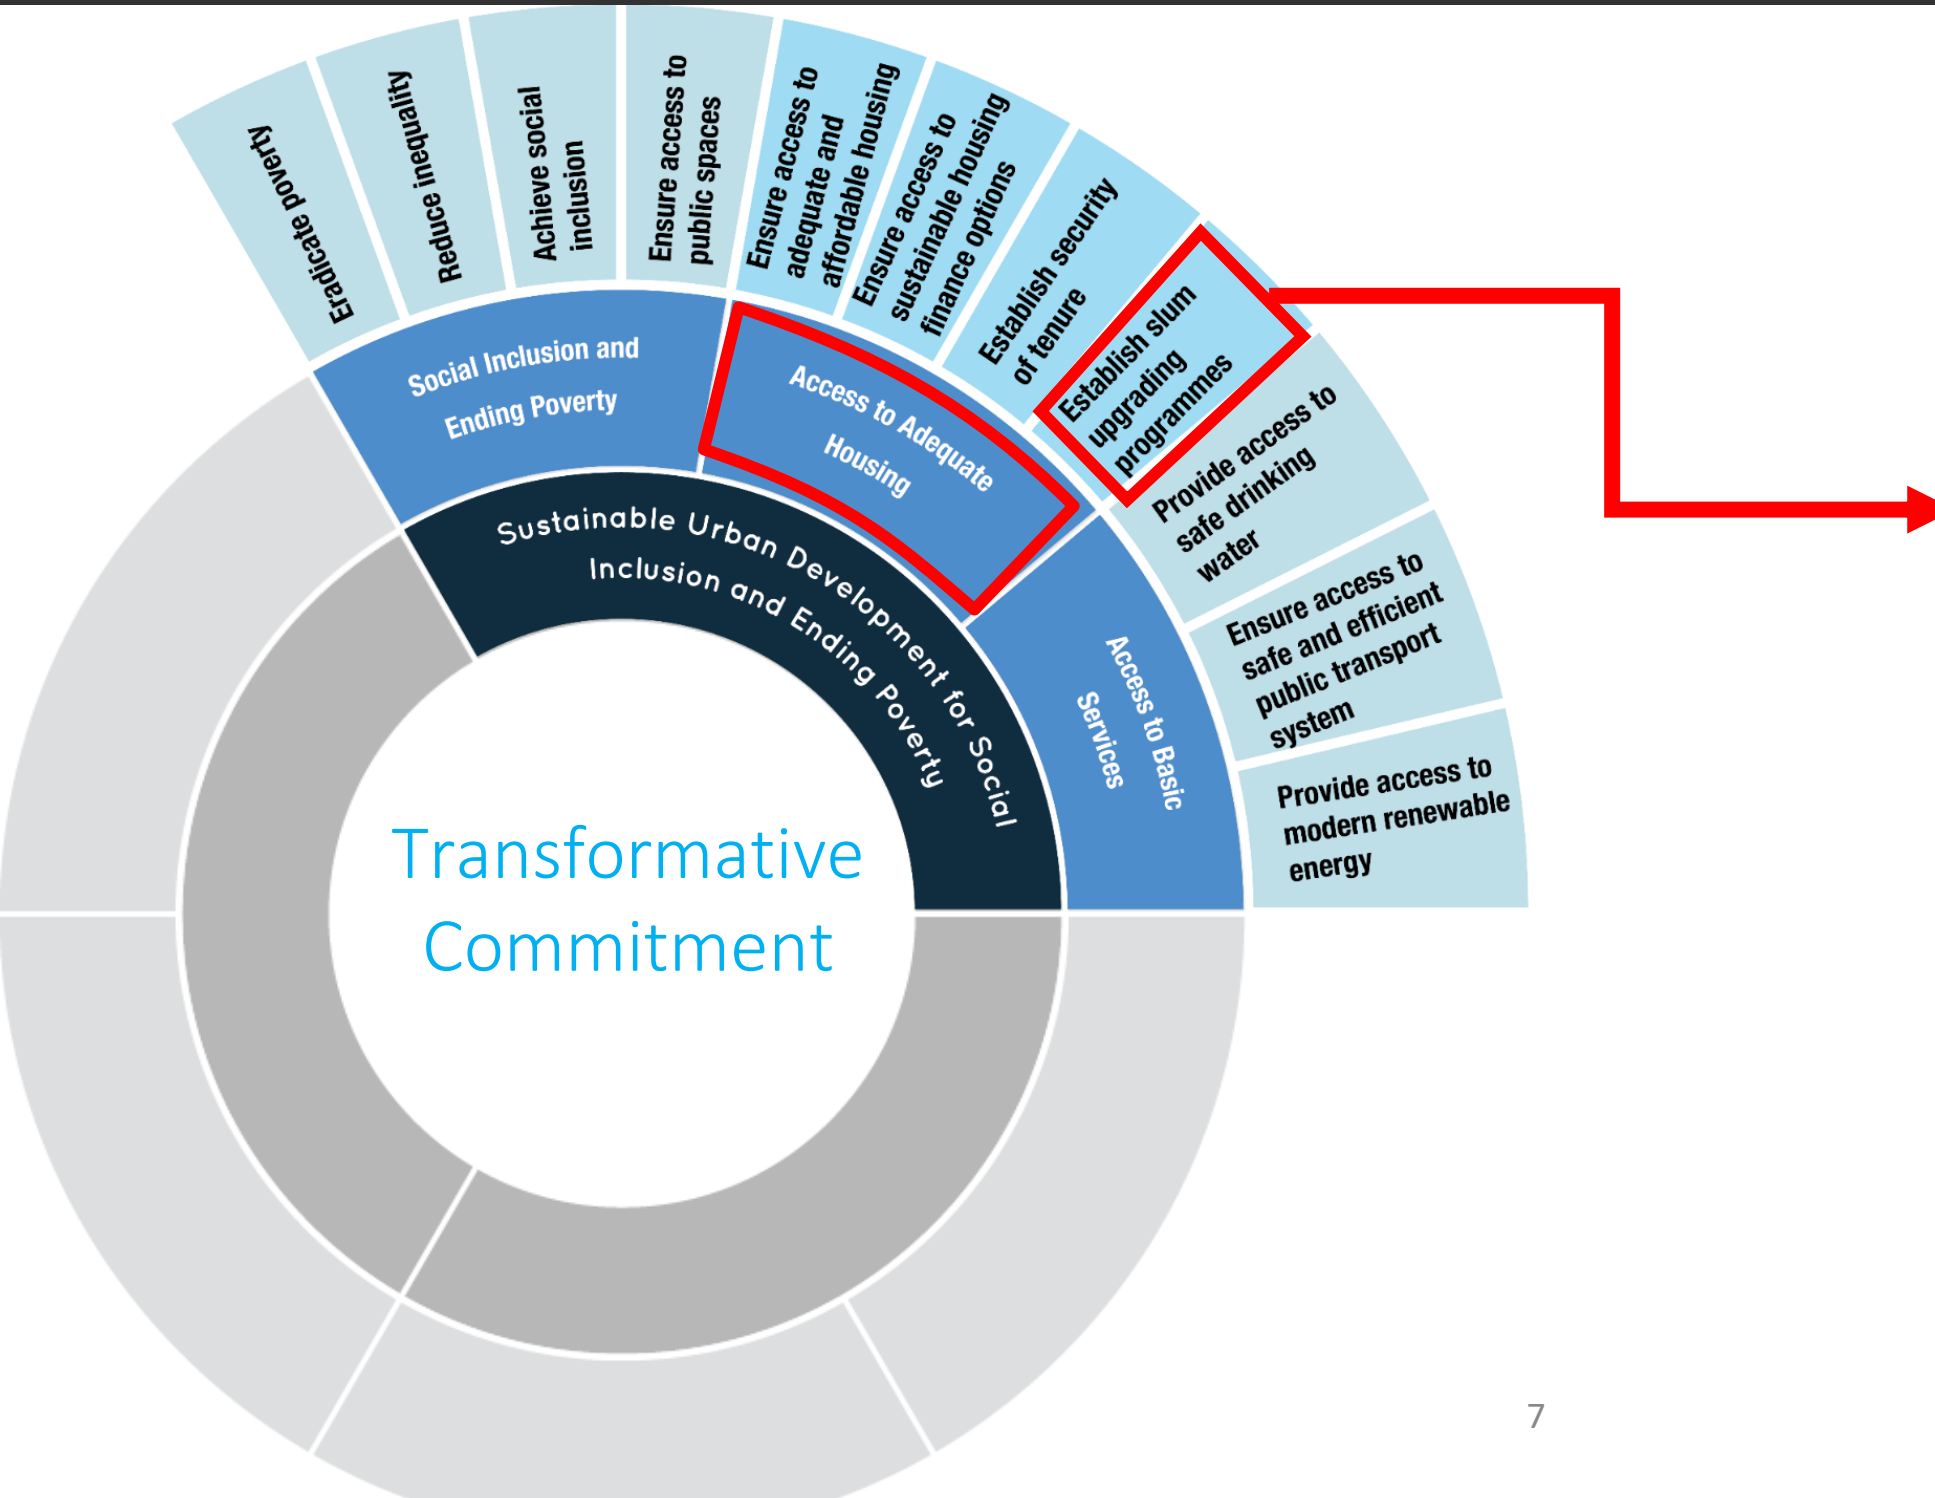 Eradicate poverty
Reduce inequality
Achieve social
inclusion
Ensure access to
public spaces
Ensure access to
adequate and
affordable housing
Ensure access to
sustainable housing
finance options
Establish security
of tenure
Establish slum
upgrading
programmes
Provide access to
safe drinking
water
Ensure access to
safe and efficient
public transport
system
Provide access to
modern renewable
energy
Social Inclusion and
Ending Poverty
Access to Adequate
Housing
Access to Basic
Services
Sustainable Urban Development for Social
Inclusion and Ending Poverty
Transformative
Commitment
7